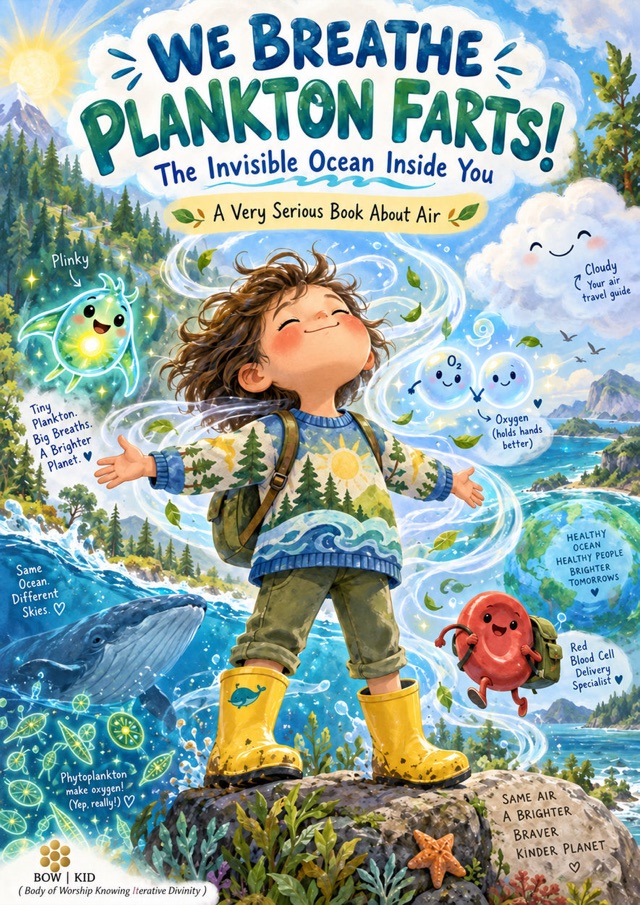 WE BREATHE
PLANKTON FARTS!
The Invisible Ocean Inside You
A Very Serious Book About Air
Plinky
Cloudy
Your air
travel guide
O₂
Oxygen
(holds hands
better)
Tiny
Plankton.
Big Breaths.
A Brighter
Planet. ♥
HEALTHY
OCEAN
HEALTHY PEOPLE
BRIGHTER
TOMORROWS
♥
Same
Ocean.
Different
Skies. ♡
Red
Blood Cell
Delivery
Specialist ♥
Phytoplankton
make oxygen!
(Yep, really!) ♡
SAME AIR
A BRIGHTER
BRAVER
KINDER PLANET
♡
BOW | KID
( Body of Worship Knowing Iterative Divinity )